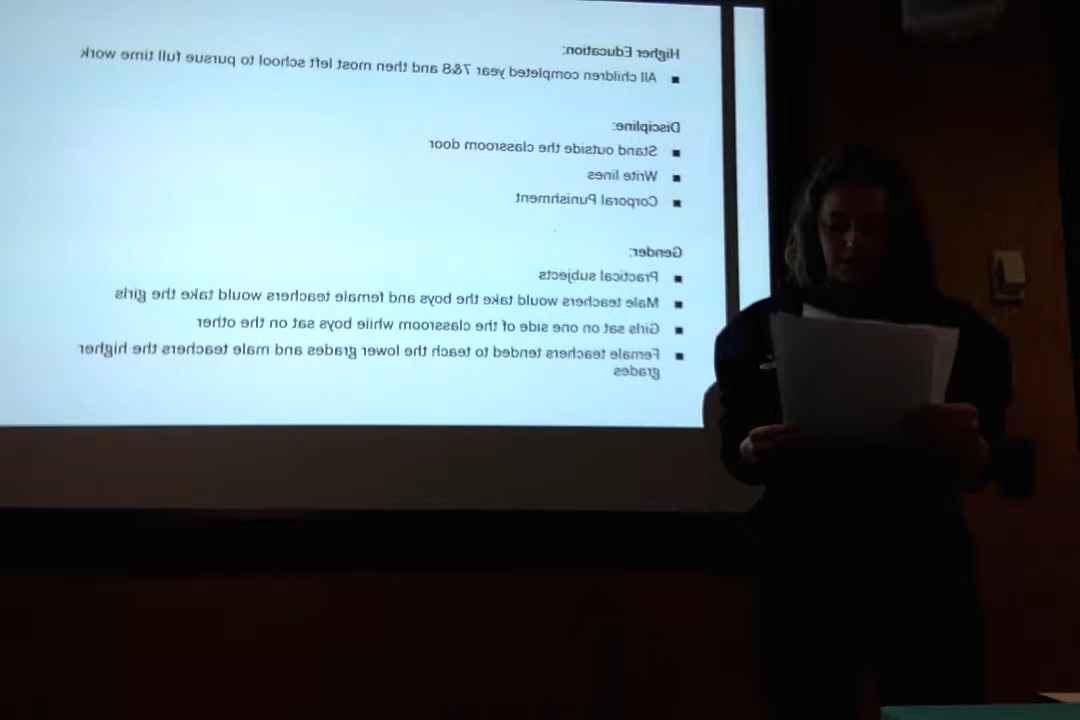 Higher Education:
■ All children completed year 7&8 and then most left school to pursue full time work
Discipline:
■ Stand outside the classroom door
■ Write lines
■ Corporal Punishment
Gender:
■ Practical subjects
■ Male teachers would take the boys and female teachers would take the girls
■ Girls sat on one side of the classroom while boys sat on the other
■ Female teachers tended to teach the lower grades and male teachers the higher
grades